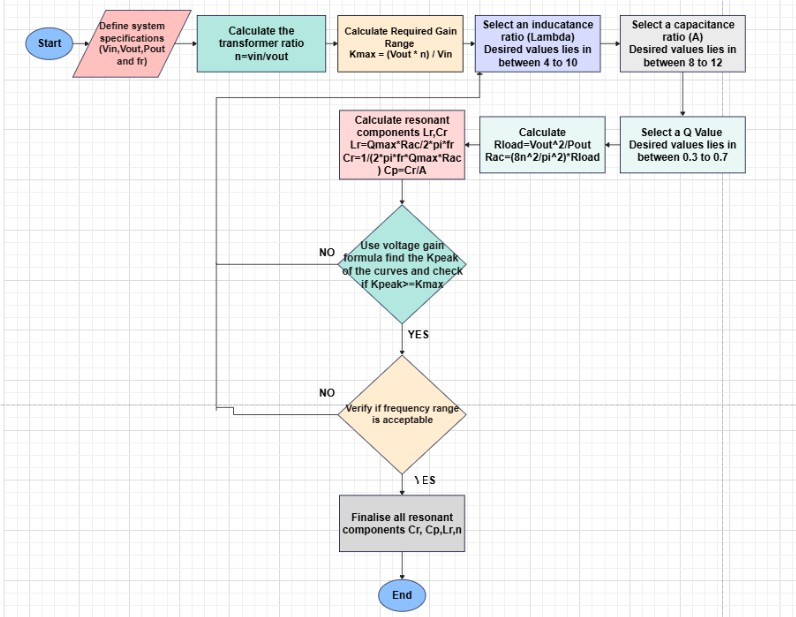 Start
Define system
specifications
(Vin,Vout,Pout
and fr)
Calculate the
transformer ratio
n=vin/vout
Calculate Required Gain
Range
Kmax = (Vout * n) / Vin
Select an inducatance
ratio (Lambda)
Desired values lies in
between 4 to 10
Select a capacitance
ratio (A)
Desired values lies in
between 8 to 12
Calculate resonant
components Lr,Cr
Lr=Qmax*Rac/2*pi*fr
Cr=1/(2*pi*fr*Qmax*Rac
) Cp=Cr/A
Calculate
Rload=Vout^2/Pout
Rac=(8n^2/pi^2)*Rload
Select a Q Value
Desired values lies in
between 0.3 to 0.7
NO
Use voltage gain
formula find the Kpeak
of the curves and check
if Kpeak>=Kmax
YES
NO
Verify if frequency range
is acceptable
YES
Finalise all resonant
components Cr, Cp,Lr,n
End